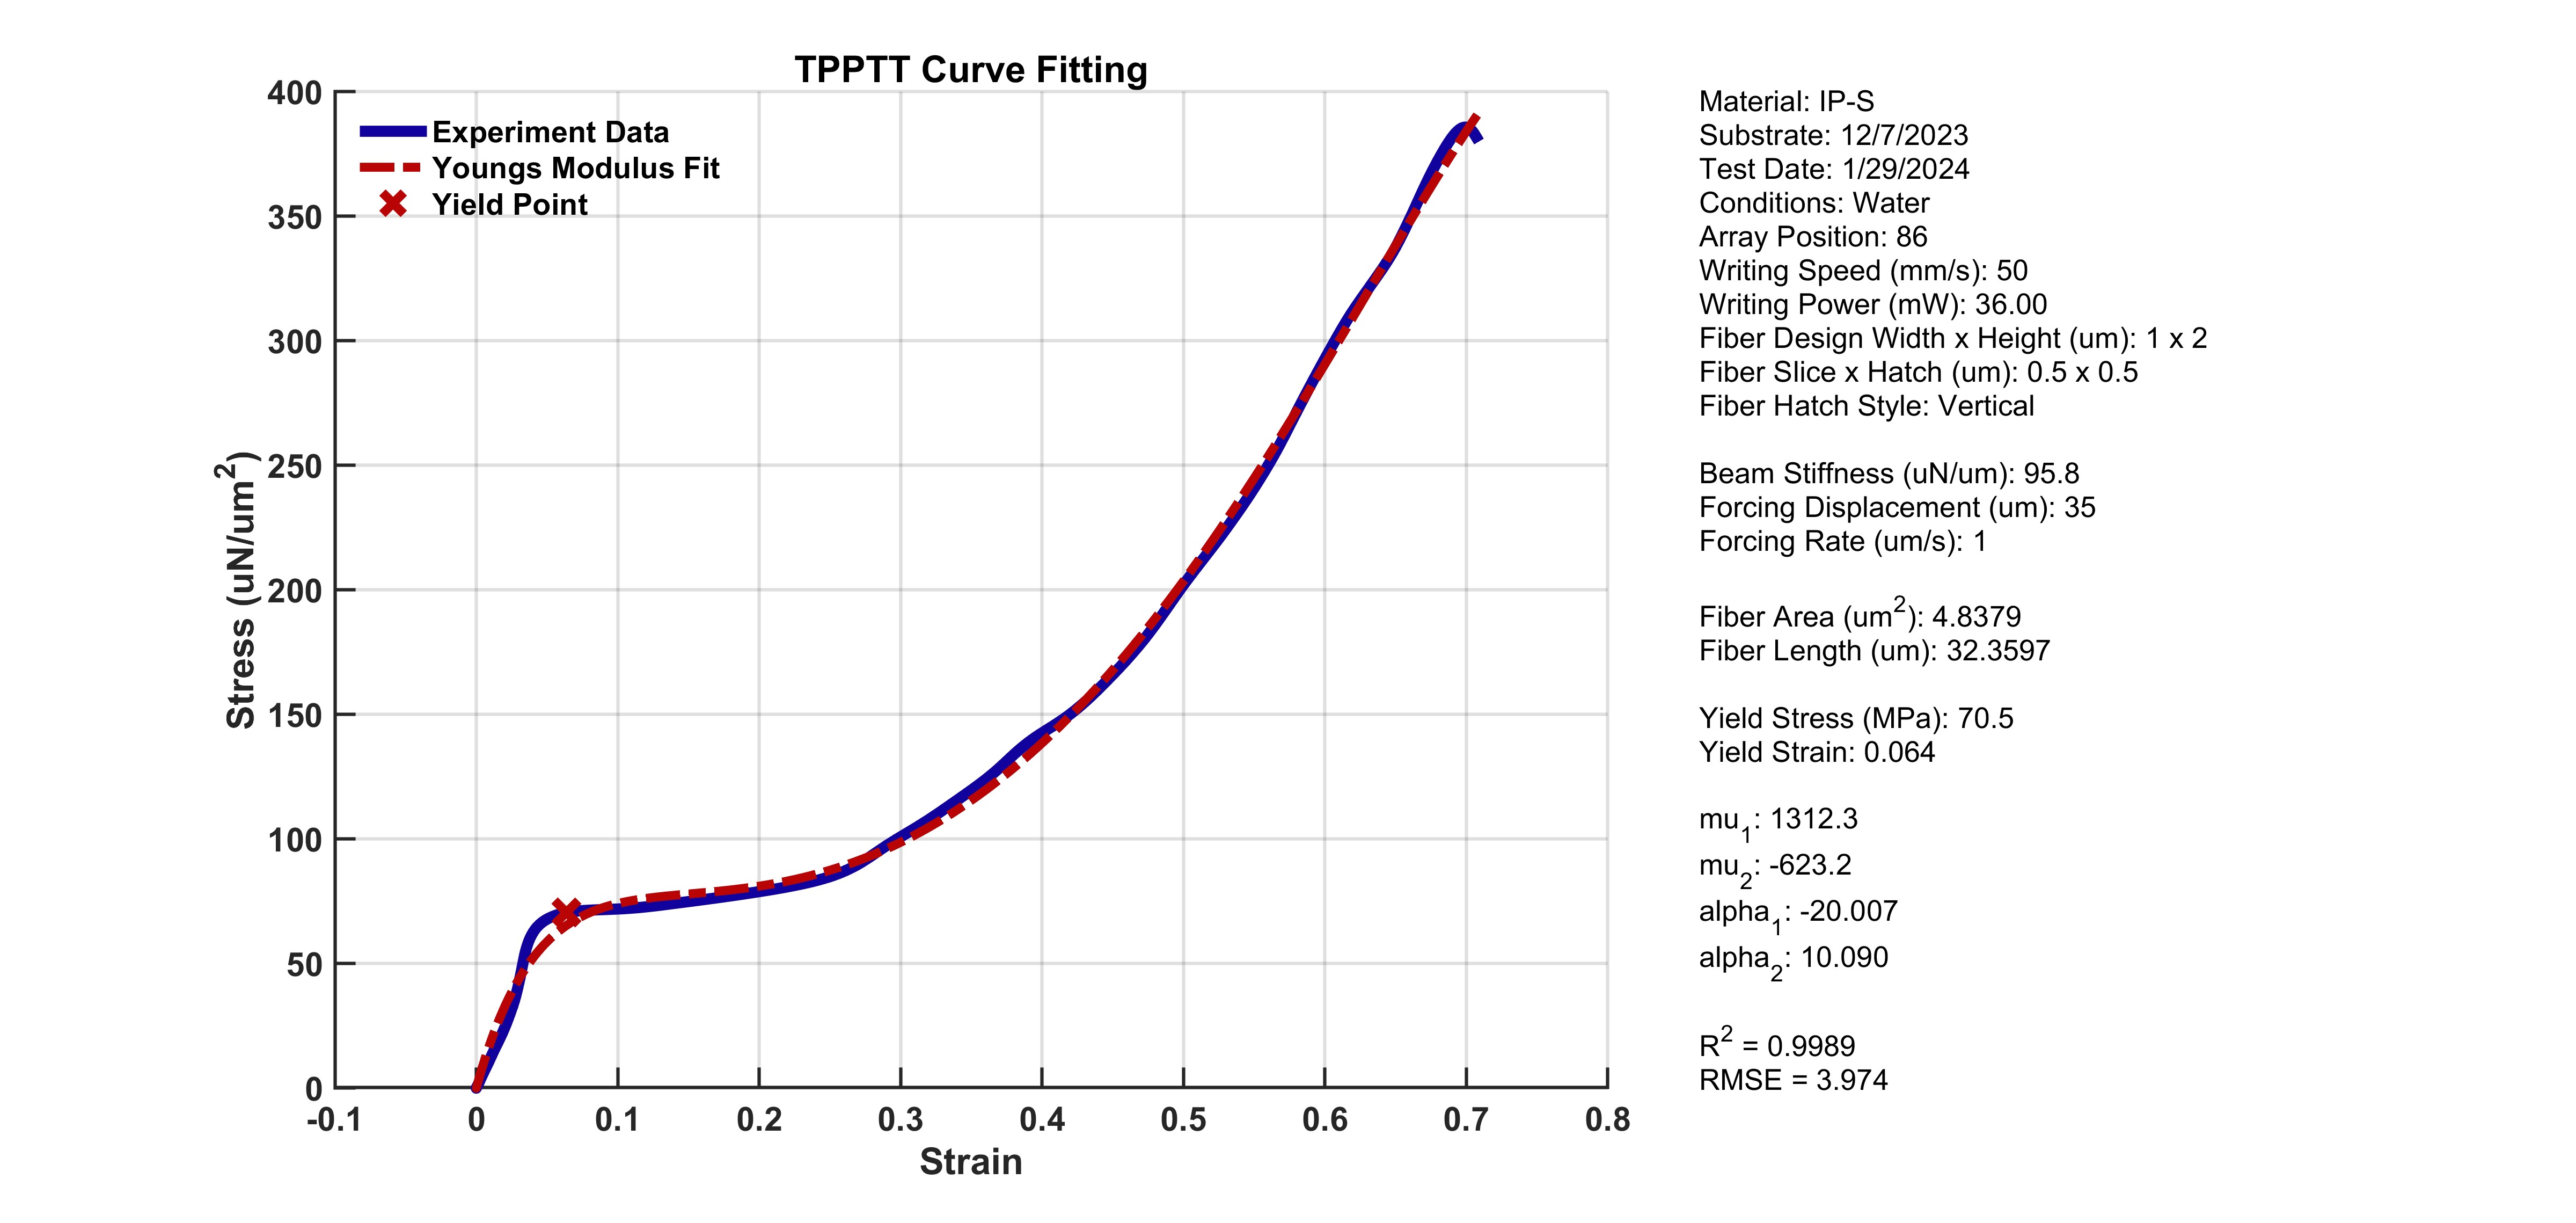 TPPTT Curve Fitting
400
350
300
250
200
150
100
50
0
Stress (uN/um²)
Experiment Data
Youngs Modulus Fit
Yield Point
-0.1
0
0.1
0.2
0.3
0.4
0.5
0.6
0.7
0.8
Strain
Material: IP-S
Substrate: 12/7/2023
Test Date: 1/29/2024
Conditions: Water
Array Position: 86
Writing Speed (mm/s): 50
Writing Power (mW): 36.00
Fiber Design Width x Height (um): 1 x 2
Fiber Slice x Hatch (um): 0.5 x 0.5
Fiber Hatch Style: Vertical
Beam Stiffness (uN/um): 95.8
Forcing Displacement (um): 35
Forcing Rate (um/s): 1
Fiber Area (um²): 4.8379
Fiber Length (um): 32.3597
Yield Stress (MPa): 70.5
Yield Strain: 0.064
mu₁: 1312.3
mu₂: -623.2
alpha₁: -20.007
alpha₂: 10.090
R² = 0.9989
RMSE = 3.974